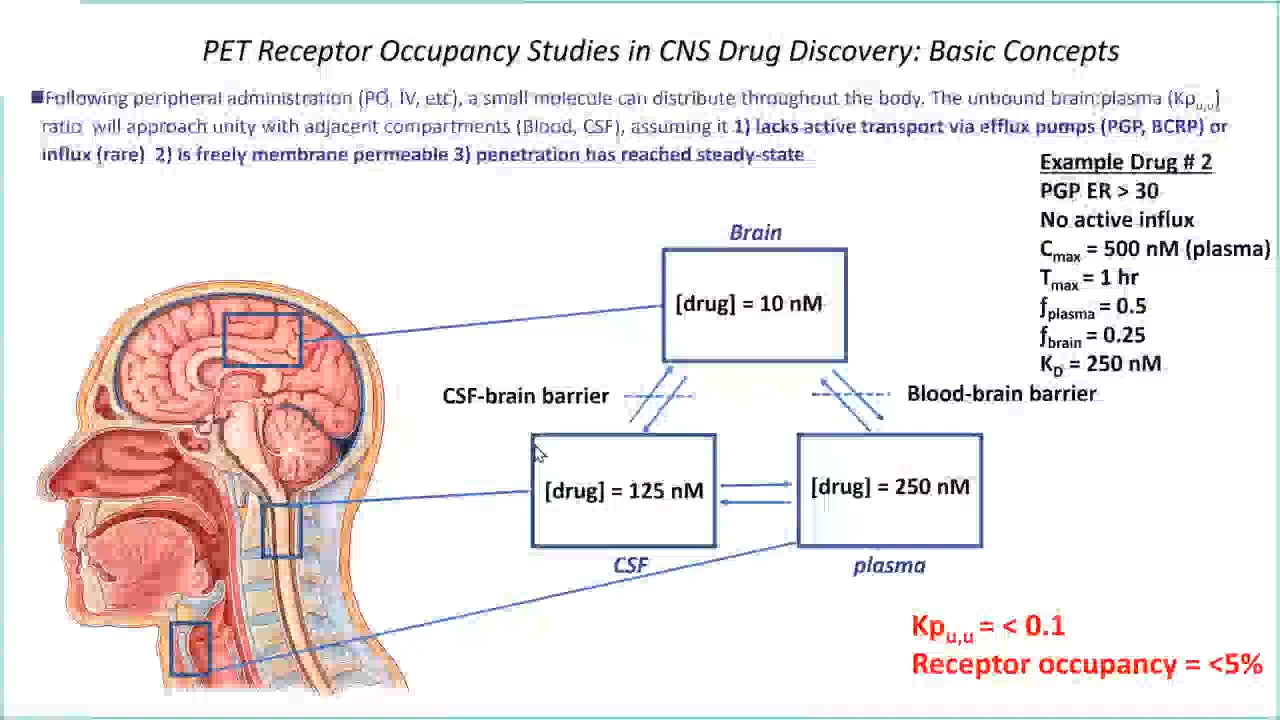 PET Receptor Occupancy Studies in CNS Drug Discovery: Basic Concepts
■Following peripheral administration (PO, IV, etc), a small molecule can distribute throughout the body. The unbound brain:plasma (Kpu,u)
ratio will approach unity with adjacent compartments (Blood, CSF), assuming it 1) lacks active transport via efflux pumps (PGP, BCRP) or
influx (rare) 2) is freely membrane permeable 3) penetration has reached steady-state
Example Drug # 2
PGP ER > 30
No active influx
Cmax = 500 nM (plasma)
Tmax = 1 hr
fplasma = 0.5
fbrain = 0.25
KD = 250 nM
Brain
[drug] = 10 nM
CSF-brain barrier
Blood-brain barrier
[drug] = 125 nM
[drug] = 250 nM
CSF
plasma
Kpu,u = < 0.1
Receptor occupancy = <5%